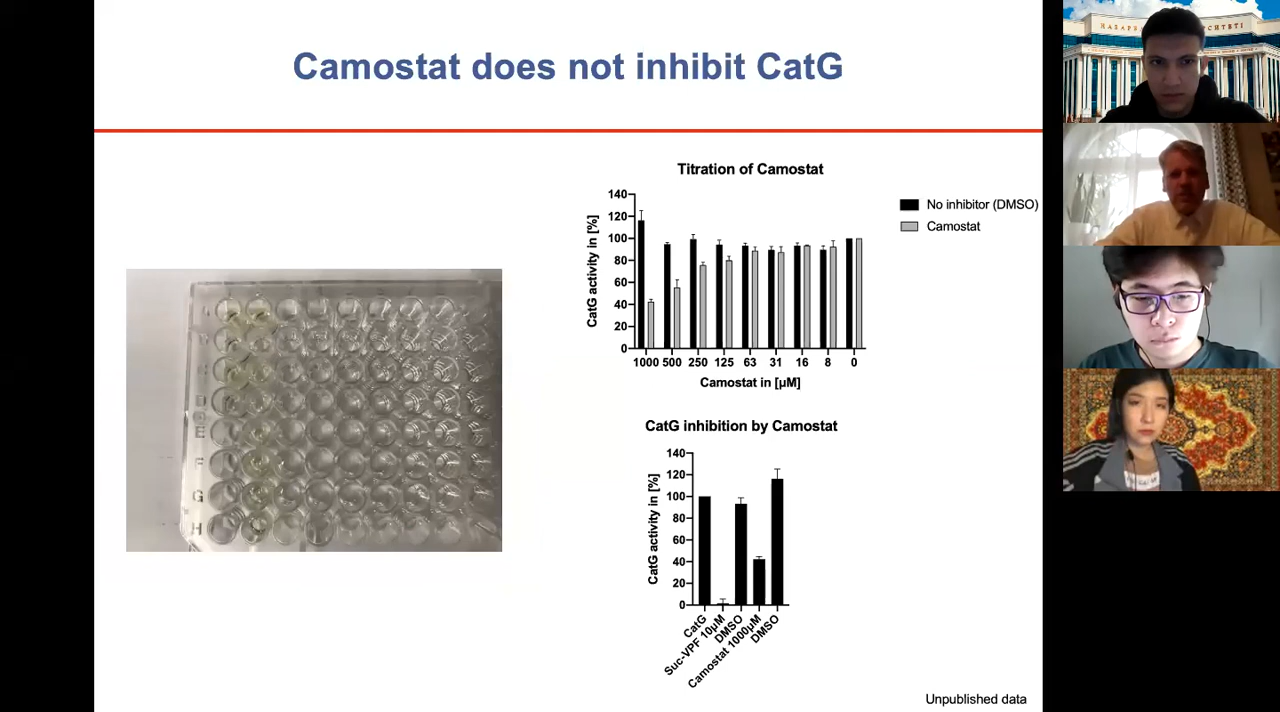 Camostat does not inhibit CatG
Titration of Camostat
140
120
100
80
60
40
20
0
CatG activity in [%]
1000 500 250 125 63 31 16 8 0
Camostat in [µM]
No inhibitor (DMSO)
Camostat
CatG inhibition by Camostat
140
120
100
80
60
40
20
0
CatG activity in [%]
CatG
Suc-VPF 10µM
DMSO
Camostat 1000µM
DMSO
E
F
G
H
Unpublished data